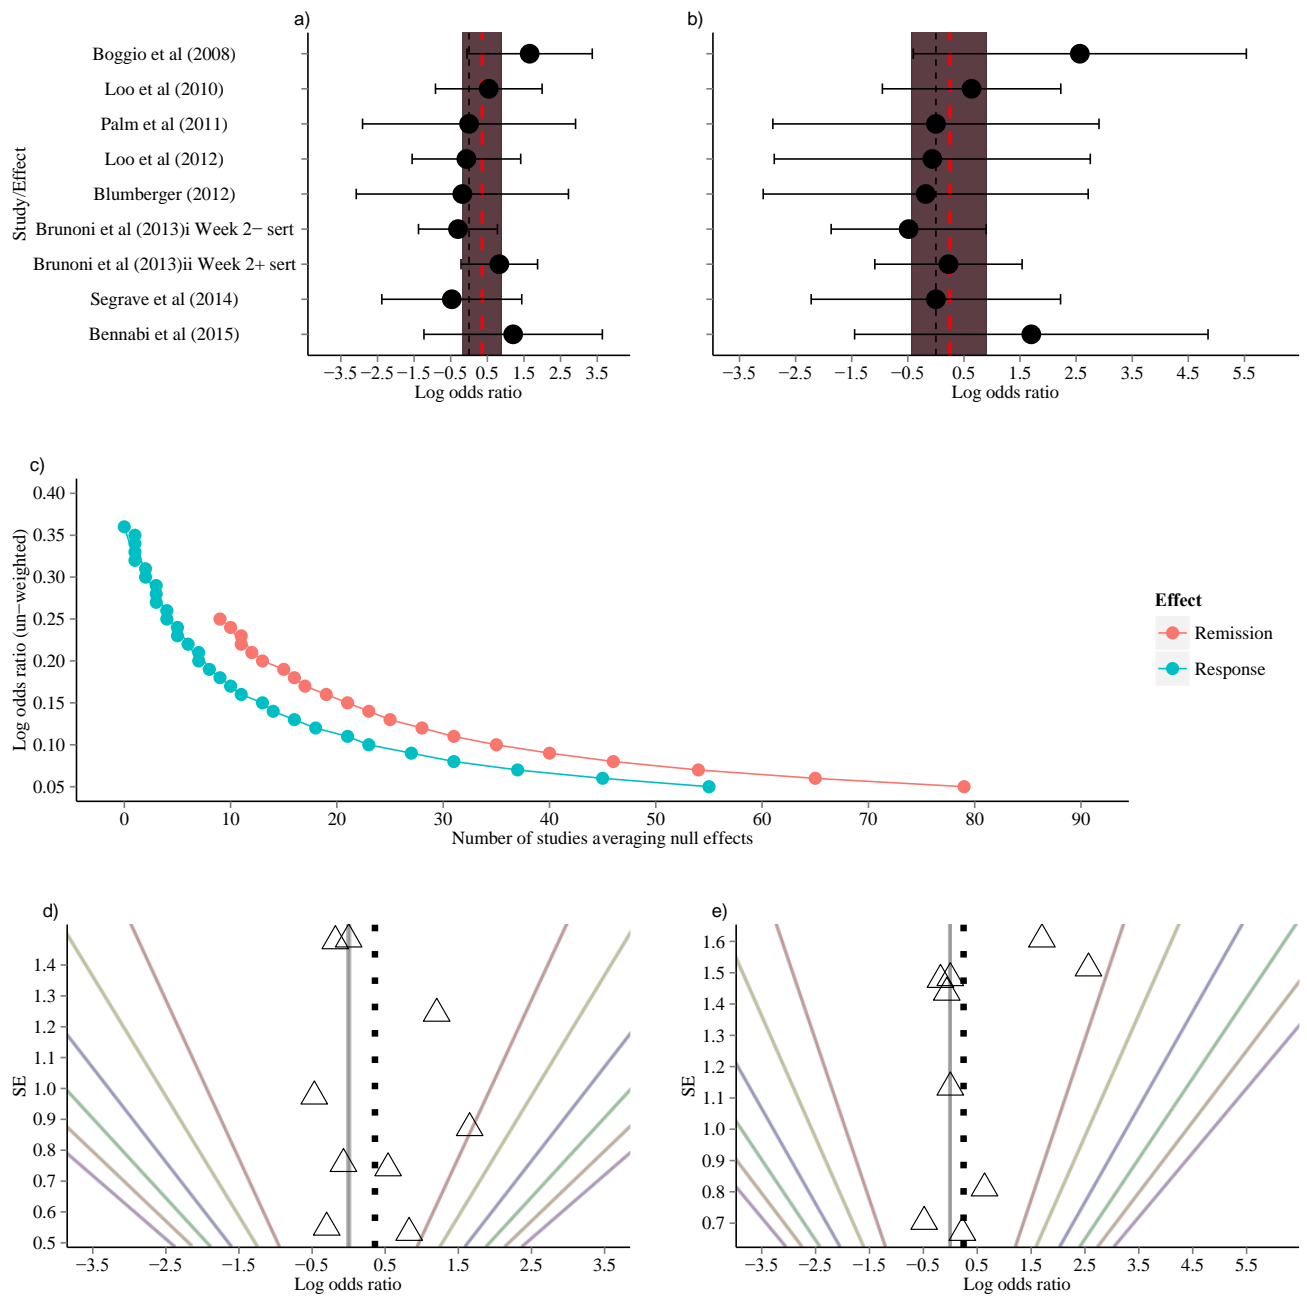 a)
b)
Study/Effect
Boggio et al (2008)
Loo et al (2010)
Palm et al (2011)
Loo et al (2012)
Blumberger (2012)
Brunoni et al (2013)i Week 2− sert
Brunoni et al (2013)ii Week 2+ sert
Segrave et al (2014)
Bennabi et al (2015)
−3.5 −2.5 −1.5 −0.5 0.5 1.5 2.5 3.5
Log odds ratio
−3.5 −2.5 −1.5 −0.5 0.5 1.5 2.5 3.5 4.5 5.5
Log odds ratio
c)
Log odds ratio (un−weighted)
0.40
0.35
0.30
0.25
0.20
0.15
0.10
0.05
0 10 20 30 40 50 60 70 80 90
Number of studies averaging null effects
Effect
Remission
Response
d)
SE
1.4
1.3
1.2
1.1
1.0
0.9
0.8
0.7
0.6
0.5
−3.5 −2.5 −1.5 −0.5 0.5 1.5 2.5 3.5
Log odds ratio
e)
SE
1.6
1.5
1.4
1.3
1.2
1.1
1.0
0.9
0.8
0.7
−3.5 −2.5 −1.5 −0.5 0.5 1.5 2.5 3.5 4.5 5.5
Log odds ratio